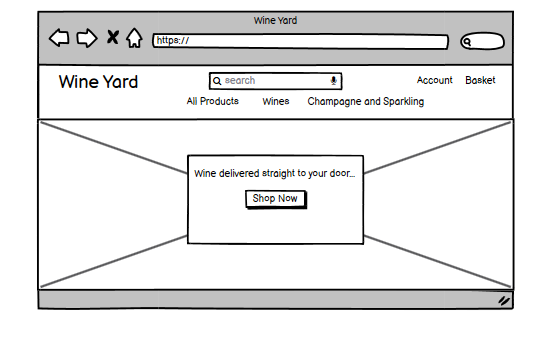 Wine Yard
https://
Wine Yard
search
Account
Basket
All Products
Wines
Champagne and Sparkling
Wine delivered straight to your door...
Shop Now